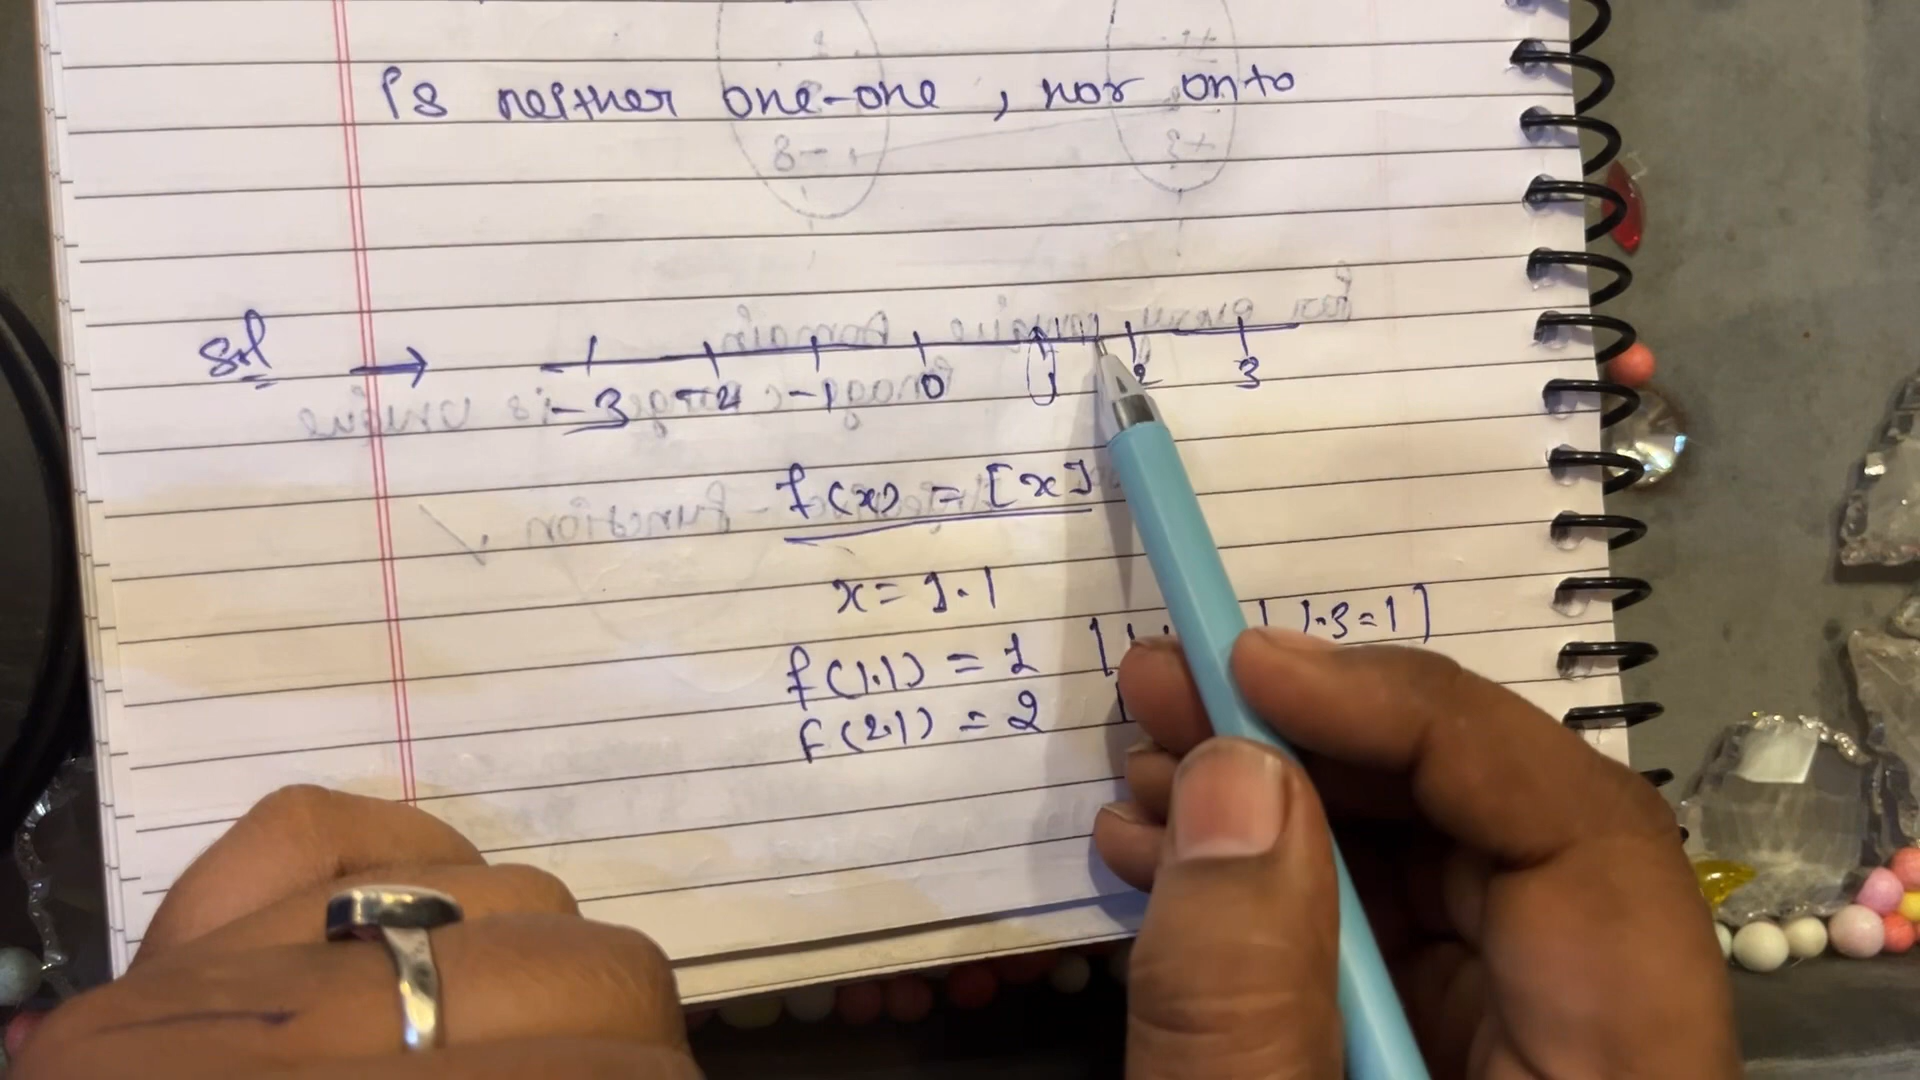 is neither one-one, nor onto
Sol →
-3 -2 -1 0 1 2 3
f(x) = [x]
x = 1.1
f(1.1) = 1 [ 1.3 = 1 ]
f(2.1) = 2